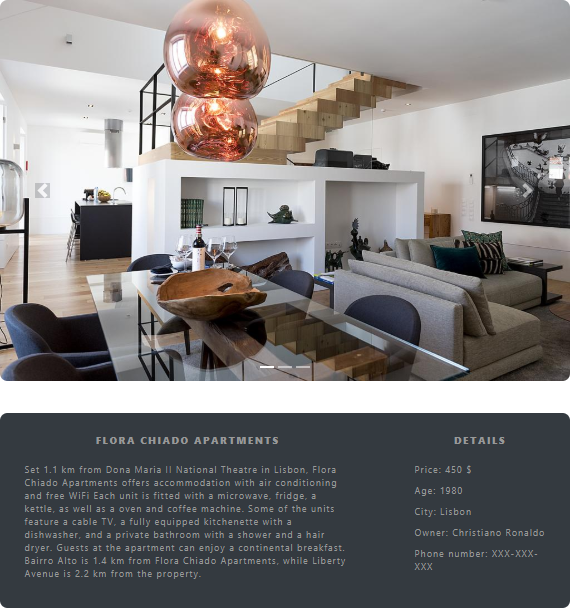 FLORA CHIADO APARTMENTS
Set 1.1 km from Dona Maria II National Theatre in Lisbon, Flora
Chiado Apartments offers accommodation with air conditioning
and free WiFi Each unit is fitted with a microwave, fridge, a
kettle, as well as a oven and coffee machine. Some of the units
feature a cable TV, a fully equipped kitchenette with a
dishwasher, and a private bathroom with a shower and a hair
dryer. Guests at the apartment can enjoy a continental breakfast.
Bairro Alto is 1.4 km from Flora Chiado Apartments, while Liberty
Avenue is 2.2 km from the property.
DETAILS
Price: 450 $
Age: 1980
City: Lisbon
Owner: Christiano Ronaldo
Phone number: XXX-XXX-
XXX